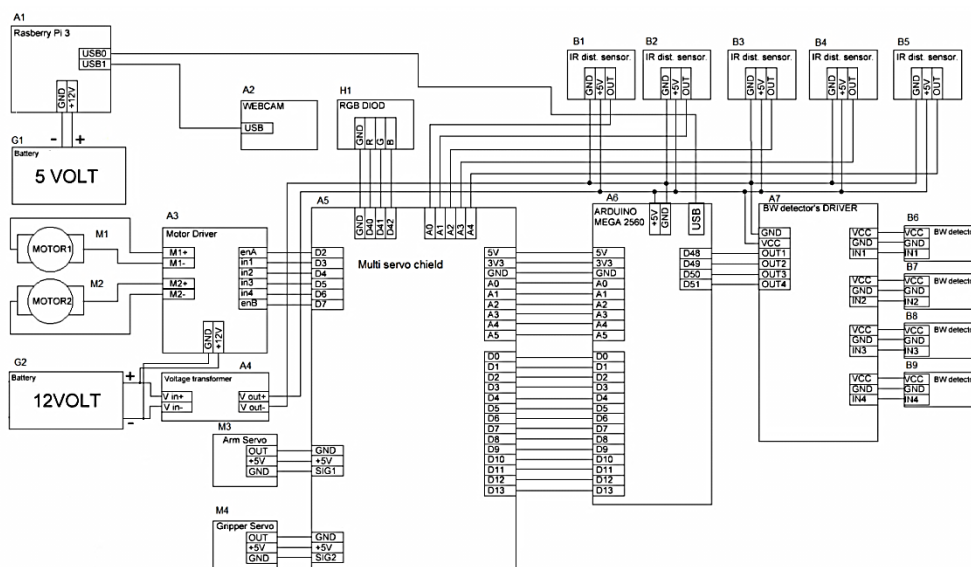 A1
Rasberry Pi 3
USB0
USB1
GND
+12V
- +
G1
Battery
5 VOLT
A2
WEBCAM
USB
H1
RGB DIOD
GND
R
G
B
B1
IR dist. sensor.
GND
+5V
OUT
B2
IR dist. sensor.
GND
+5V
OUT
B3
IR dist. sensor.
GND
+5V
OUT
B4
IR dist. sensor.
GND
+5V
OUT
B5
IR dist. sensor.
GND
+5V
OUT
M1
MOTOR1
M2
MOTOR2
A3
Motor Driver
M1+
M1-
M2+
M2-
enA
in1
in2
in3
in4
enB
GND
+12V
G2
Battery
12VOLT
+
-
A4
Voltage transformer
V in+
V in-
V out+
V out-
M3
Arm Servo
OUT
+5V
GND
M4
Gripper Servo
OUT
+5V
GND
A5
Multi servo shield
GND
D40
D41
D42
A0
A1
A2
A3
A4
D2
D3
D4
D5
D6
D7
GND
+5V
SIG1
GND
+5V
SIG2
5V
3V3
GND
A0
A1
A2
A3
A4
A5
D0
D1
D2
D3
D4
D5
D6
D7
D8
D9
D10
D11
D12
D13
A6
ARDUINO
MEGA 2560
+5V
GND
USB
5V
3V3
GND
A0
A1
A2
A3
A4
A5
D0
D1
D2
D3
D4
D5
D6
D7
D8
D9
D10
D11
D12
D13
D48
D49
D50
D51
A7
BW detector's DRIVER
GND
VCC
OUT1
OUT2
OUT3
OUT4
VCC
GND
IN1
VCC
GND
IN2
VCC
GND
IN3
VCC
GND
IN4
B6
VCC
GND
IN1
BW detector
B7
VCC
GND
IN2
BW detector
B8
VCC
GND
IN3
BW detector
B9
VCC
GND
IN4
BW detector